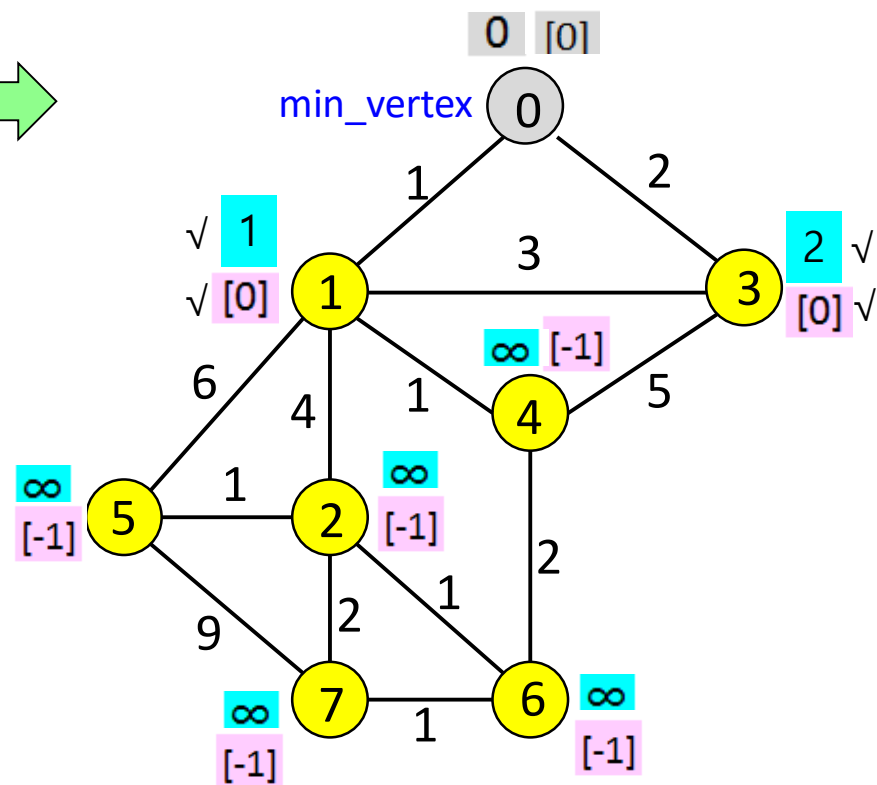 0 [0]
min_vertex 0
1 2
√ 1
3
2 √
√ [0] 1
3 [0] √
∞ [-1]
6 4 1 4 5
∞ 1 ∞
[-1] 5 2 [-1]
2
1
9 2
∞ 7 6 ∞
[-1] 1 [-1]